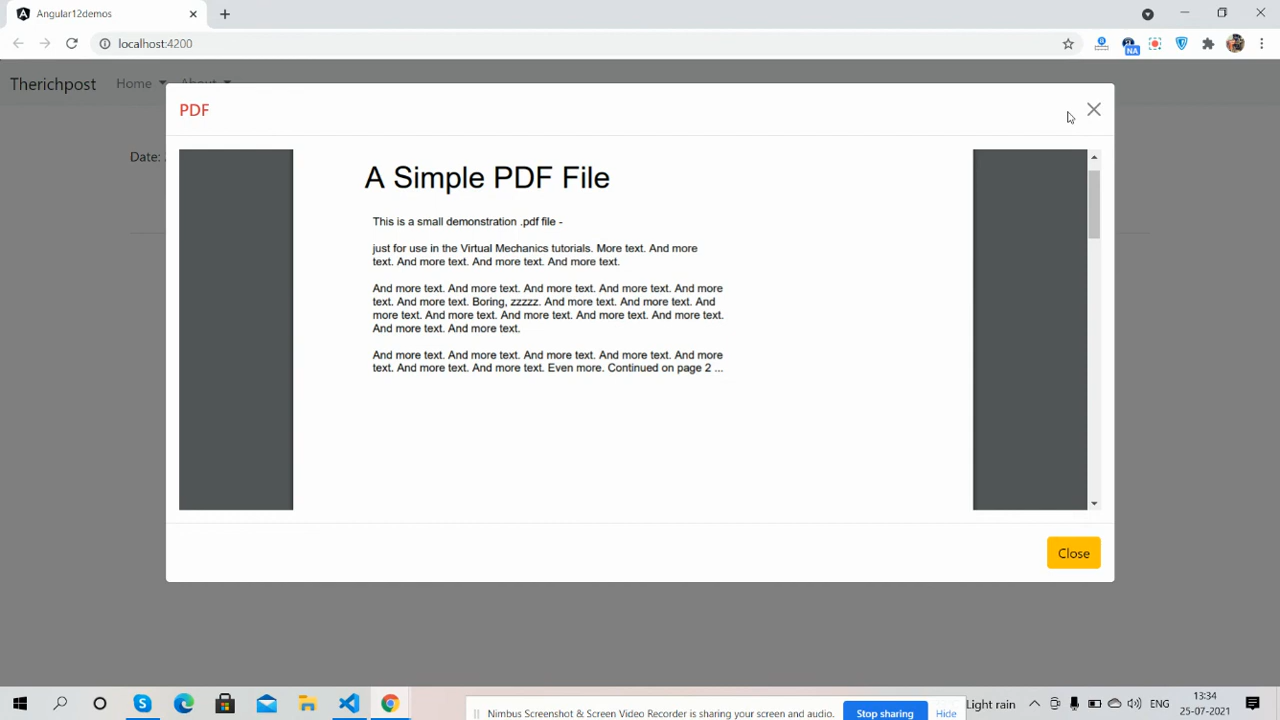 Angular12demos
localhost:4200
NA
Therichpost Home About
PDF
Date:
A Simple PDF File
This is a small demonstration .pdf file -
just for use in the Virtual Mechanics tutorials. More text. And more
text. And more text. And more text. And more text.
And more text. And more text. And more text. And more text. And more
text. And more text. Boring, zzzzz. And more text. And more text. And
more text. And more text. And more text. And more text. And more text.
And more text. And more text.
And more text. And more text. And more text. And more text. And more
text. And more text. And more text. Even more. Continued on page 2 ...
Close
Nimbus Screenshot & Screen Video Recorder is sharing your screen and audio. Stop sharing Hide
Light rain
ENG
13:34
25-07-2021